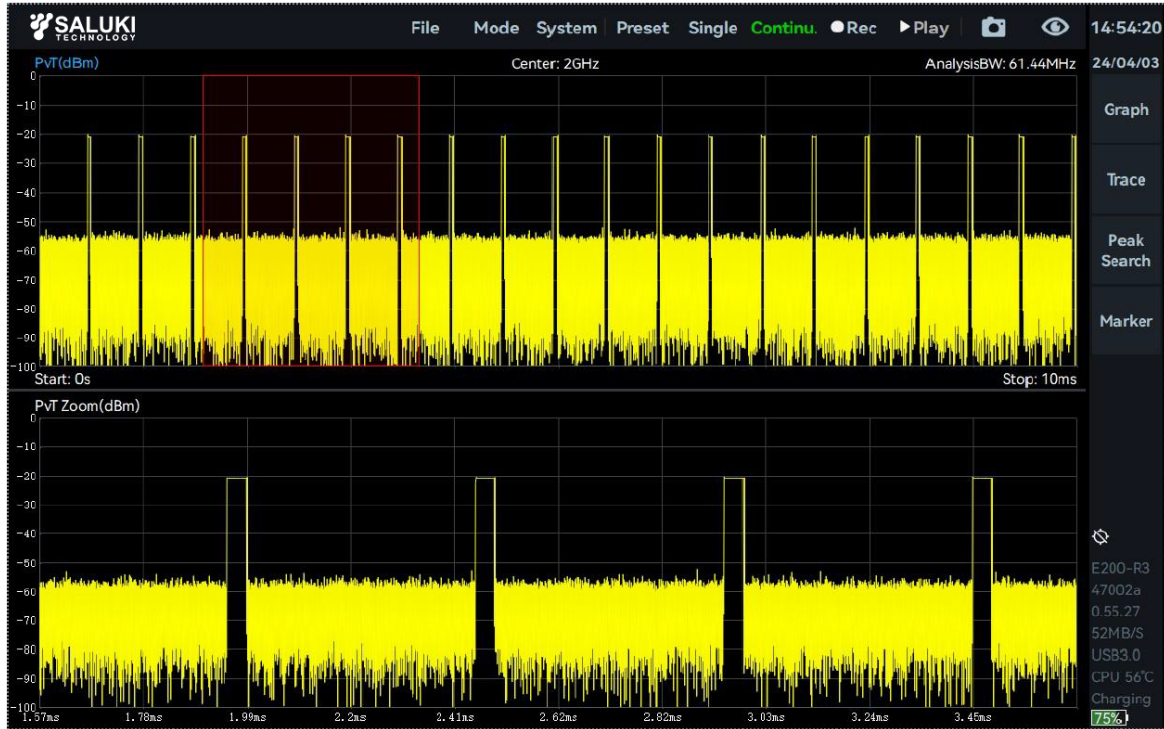 SALUKI
TECHNOLOGY
File Mode System Preset Single Continu. Rec Play 14:54:20
PvT(dBm) Center: 2GHz AnalysisBW: 61.44MHz 24/04/03
0
-10
-20
-30
-40
-50
-60
-70
-80
-90
-100
Start: 0s Stop: 10ms
Graph
Trace
Peak
Search
Marker
PvT Zoom(dBm)
0
-10
-20
-30
-40
-50
-60
-70
-80
-90
-100
1.57ms 1.78ms 1.99ms 2.2ms 2.41ms 2.62ms 2.82ms 3.03ms 3.24ms 3.45ms
E200-R3
47002a
0.55.27
52MB/S
USB3.0
CPU 56℃
Charging
75%